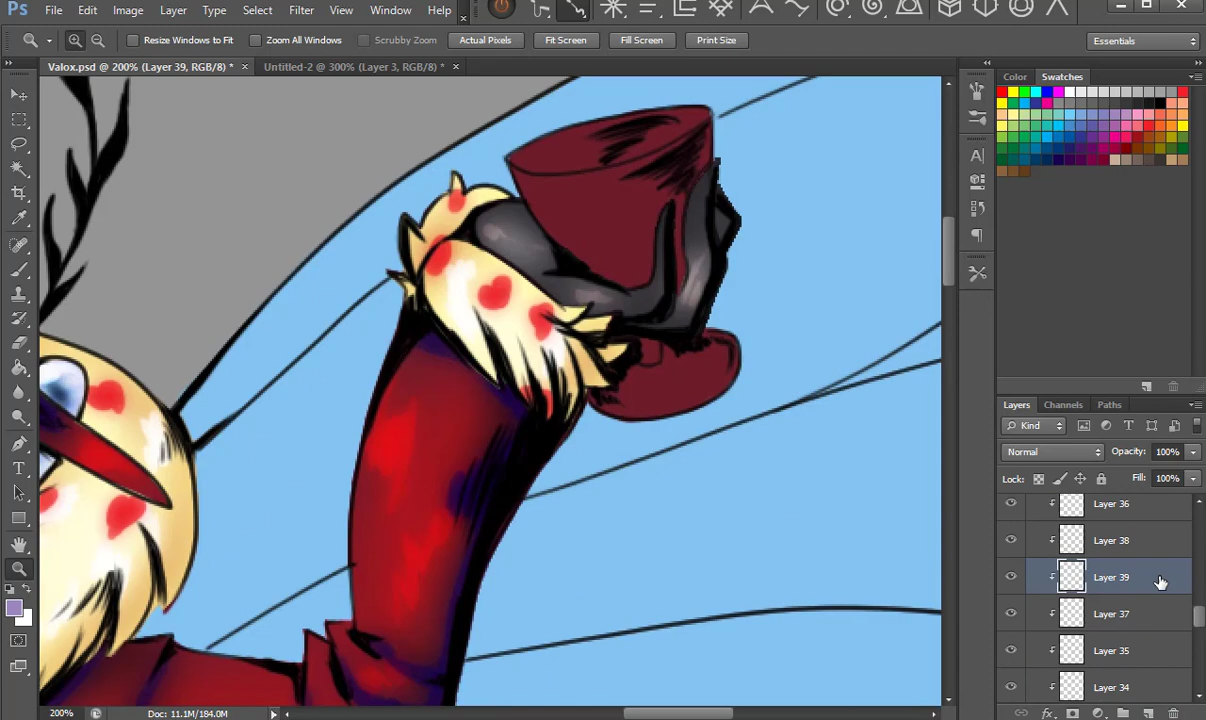 Ps File Edit Image Layer Type Select Filter View Window Help
Resize Windows to Fit Zoom All Windows Scrubby Zoom Actual Pixels Fit Screen Fill Screen Print Size Essentials
Valox.psd @ 200% (Layer 39, RGB/8) * × Untitled-2 @ 300% (Layer 3, RGB/8) * ×
Color Swatches
Layers Channels Paths
Kind
Normal Opacity: 100%
Lock: Fill: 100%
Layer 36
Layer 38
Layer 39
Layer 37
Layer 35
Layer 34
200% Doc: 11.1M/184.0M